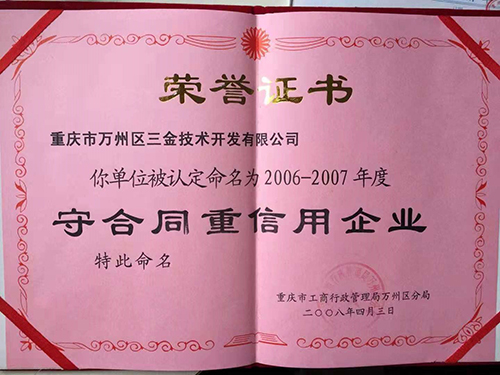 荣誉证书
重庆市万州区三金技术开发有限公司
你单位被认定命名为2006-2007年度
守合同重信用企业
特此命名
重庆市工商行政管理局万州区分局
二〇〇八年四月三日